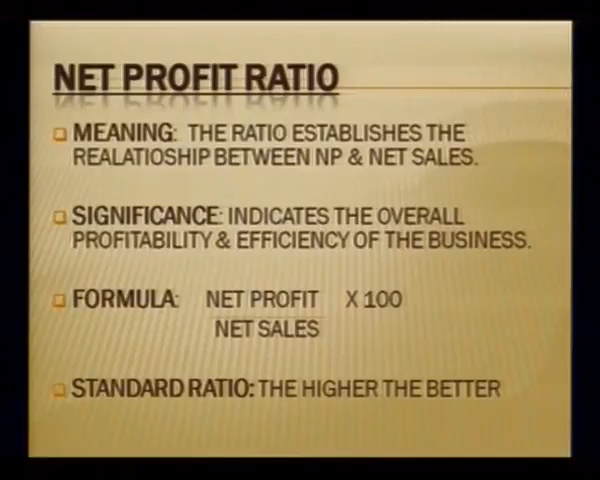 NET PROFIT RATIO
MEANING: THE RATIO ESTABLISHES THE
REALATIOSHIP BETWEEN NP & NET SALES.
SIGNIFICANCE: INDICATES THE OVERALL
PROFITABILITY & EFFICIENCY OF THE BUSINESS.
FORMULA: NET PROFIT X 100
NET SALES
STANDARD RATIO: THE HIGHER THE BETTER